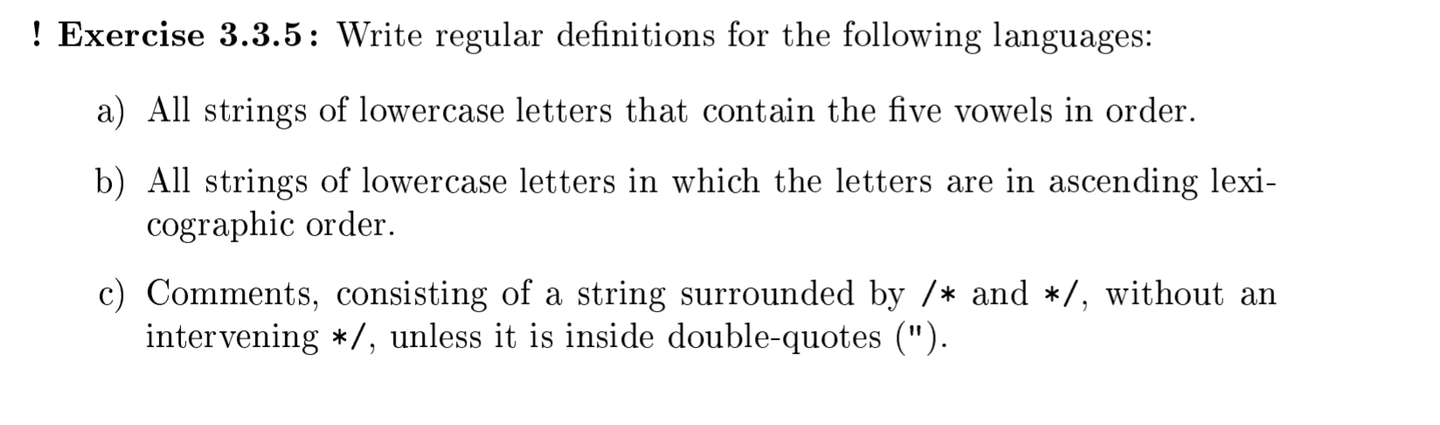 ! Exercise 3.3.5: Write regular definitions for the following languages:
a) All strings of lowercase letters that contain the five vowels in order.
b) All strings of lowercase letters in which the letters are in ascending lexi-
cographic order.
c) Comments, consisting of a string surrounded by /* and */, without an
intervening */, unless it is inside double-quotes (").